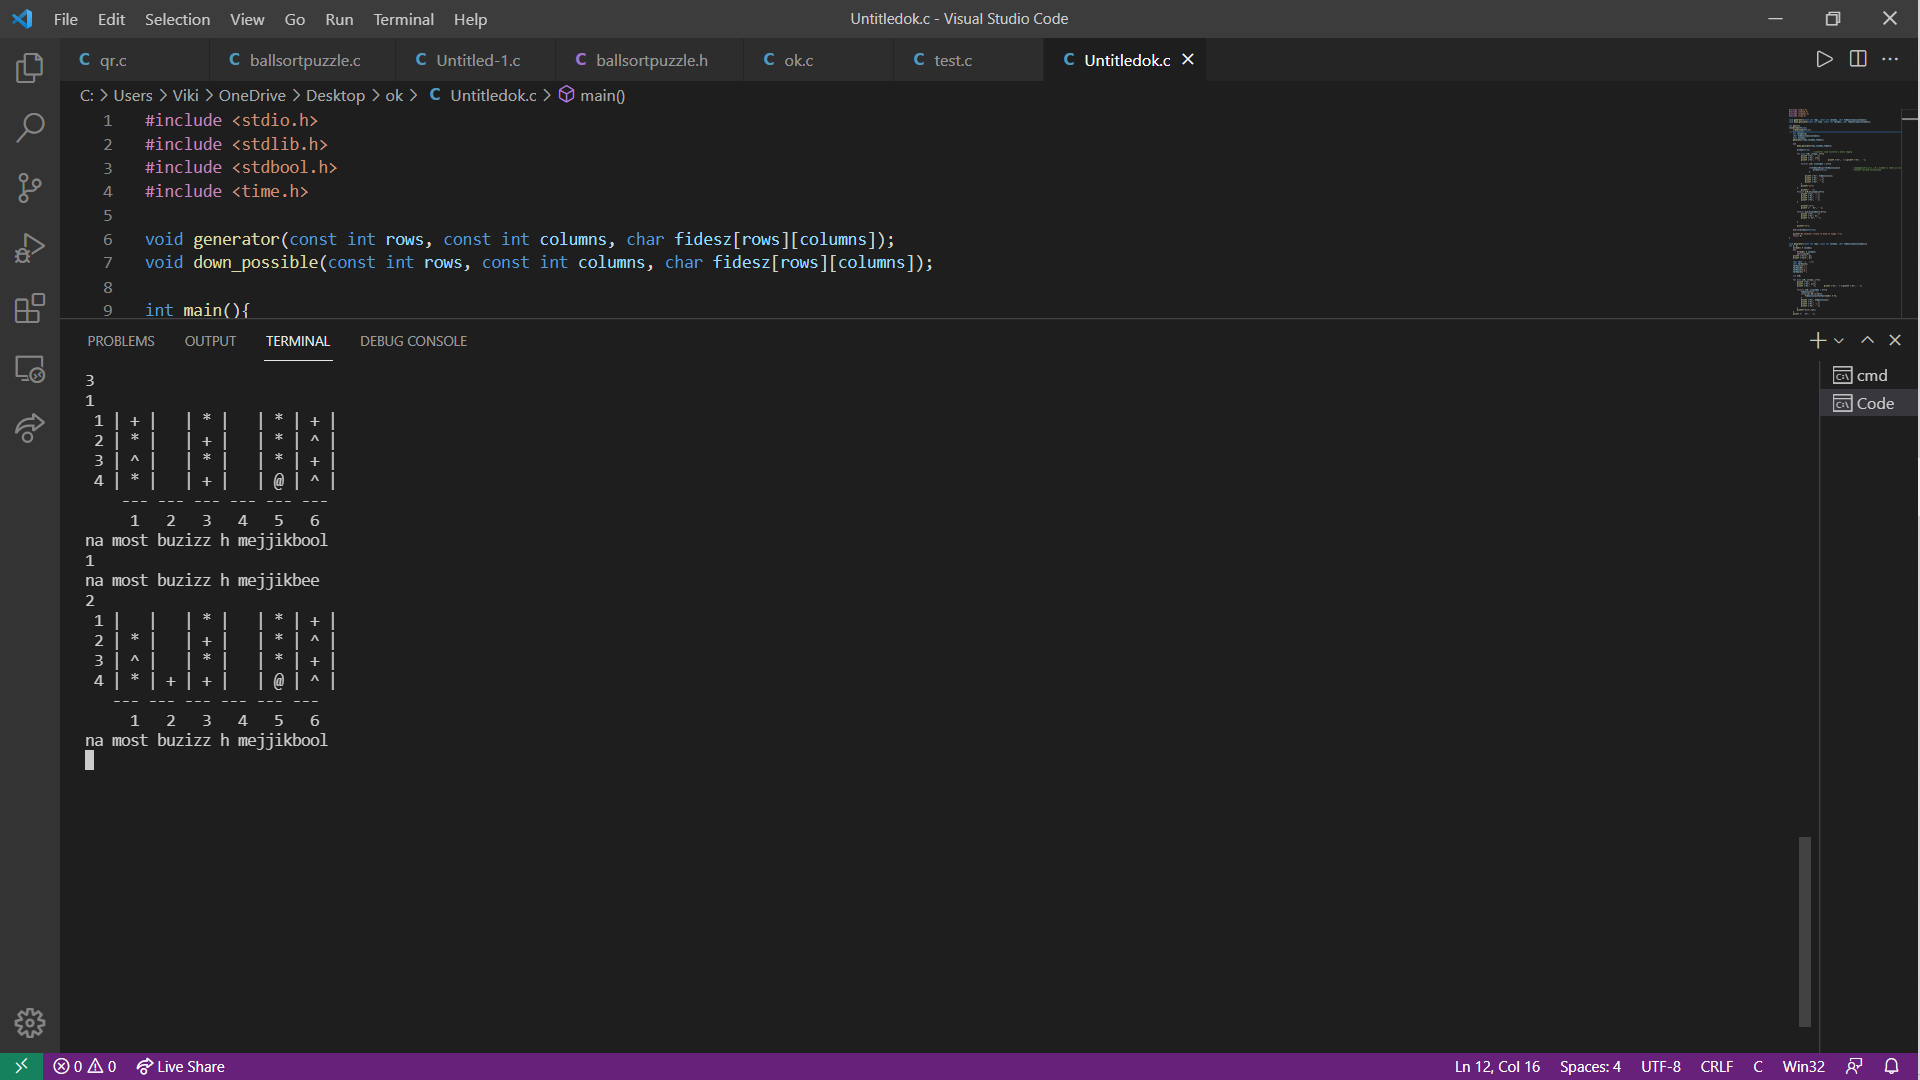 File Edit Selection View Go Run Terminal Help
Untitledok.c - Visual Studio Code
C qr.c C ballsortpuzzle.c C Untitled-1.c C ballsortpuzzle.h C ok.c C test.c C Untitledok.c
C: > Users > Viki > OneDrive > Desktop > ok > C Untitledok.c > main()
1 #include <stdio.h>
2 #include <stdlib.h>
3 #include <stdbool.h>
4 #include <time.h>
5
6 void generator(const int rows, const int columns, char fidesz[rows][columns]);
7 void down_possible(const int rows, const int columns, char fidesz[rows][columns]);
8
9 int main(){
PROBLEMS OUTPUT TERMINAL DEBUG CONSOLE
cmd
Code
3
1
1 | + |   | * |   | * | + |
2 | * |   | + |   | * | ^ |
3 | ^ |   | * |   | * | + |
4 | * |   | + |   | @ | ^ |
--- --- --- --- --- ---
1 2 3 4 5 6
na most buzizz h mejjikbool
1
na most buzizz h mejjikbee
2
1 |   |   | * |   | * | + |
2 | * |   | + |   | * | ^ |
3 | ^ |   | * |   | * | + |
4 | * | + | + |   | @ | ^ |
--- --- --- --- --- ---
1 2 3 4 5 6
na most buzizz h mejjikbool
0 0 Live Share
Ln 12, Col 16 Spaces: 4 UTF-8 CRLF C Win32